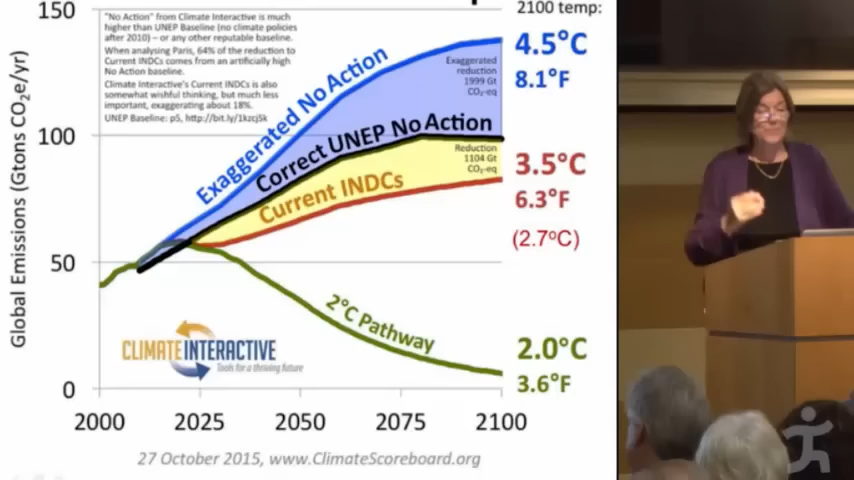 2100 temp:
150
"No Action" from Climate Interactive is much
higher than UNEP Baseline (no climate policies
after 2010) – or any other reputable baseline.
When analysing Paris, 64% of the reduction to
Current INDCs comes from an artificially high
No Action baseline.
Climate Interactive's Current INDCs is also
somewhat wishful thinking, but much less
important, exaggerating about 18%.
UNEP Baseline: p5, http://bit.ly/1kzcjSk
Exaggerated No Action
Exaggerated
reduction
1999 Gt
CO₂-eq
4.5°C
8.1°F
100
Correct UNEP No Action
Reduction
1104 Gt
CO₂-eq
Current INDCs
3.5°C
6.3°F
(2.7°C)
Global Emissions (Gtons CO₂e/yr)
50
2°C Pathway
2.0°C
3.6°F
CLIMATE INTERACTIVE
Tools for a thriving future
0
2000 2025 2050 2075 2100
27 October 2015, www.ClimateScoreboard.org